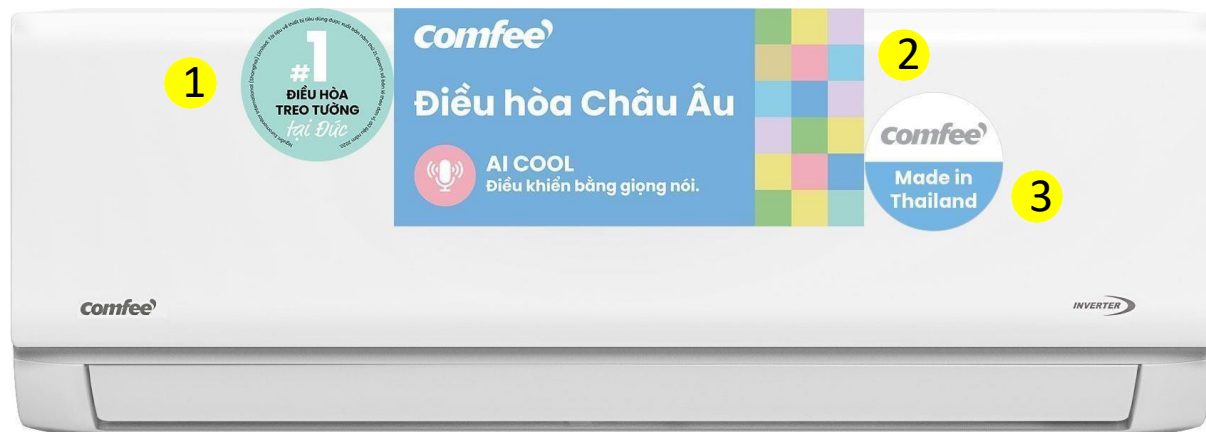 1
#1
ĐIỀU HÒA
TREO TƯỜNG
tại Đức
comfee'
Điều hòa Châu Âu
AI COOL
Điều khiển bằng giọng nói.
2
comfee'
Made in
Thailand
3
comfee'
INVERTER